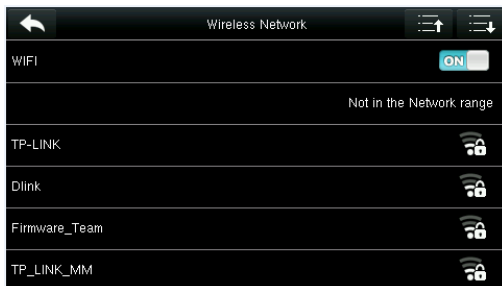 Wireless Network
WIFI ON
Not in the Network range
TP-LINK
Dlink
Firmware_Team
TP_LINK_MM